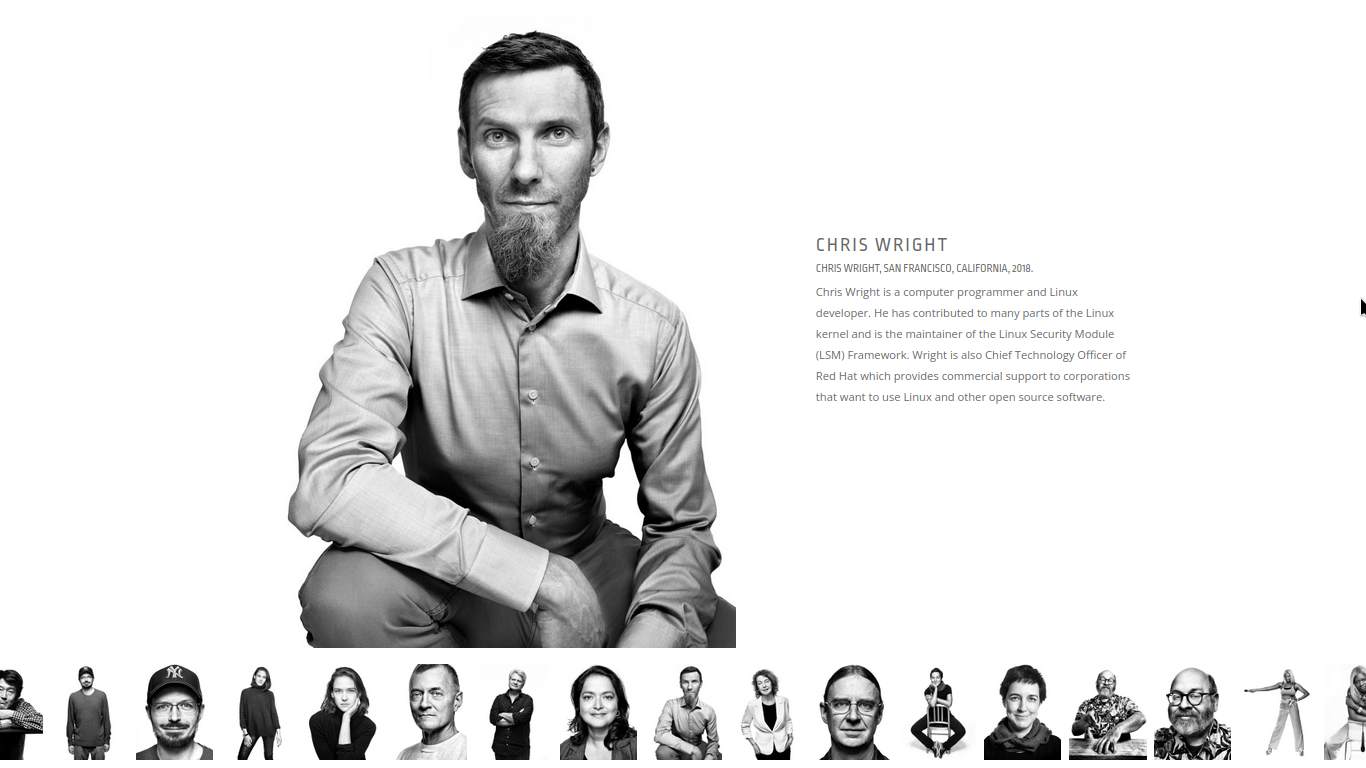 CHRIS WRIGHT
CHRIS WRIGHT, SAN FRANCISCO, CALIFORNIA, 2018.
Chris Wright is a computer programmer and Linux
developer. He has contributed to many parts of the Linux
kernel and is the maintainer of the Linux Security Module
(LSM) Framework. Wright is also Chief Technology Officer of
Red Hat which provides commercial support to corporations
that want to use Linux and other open source software.